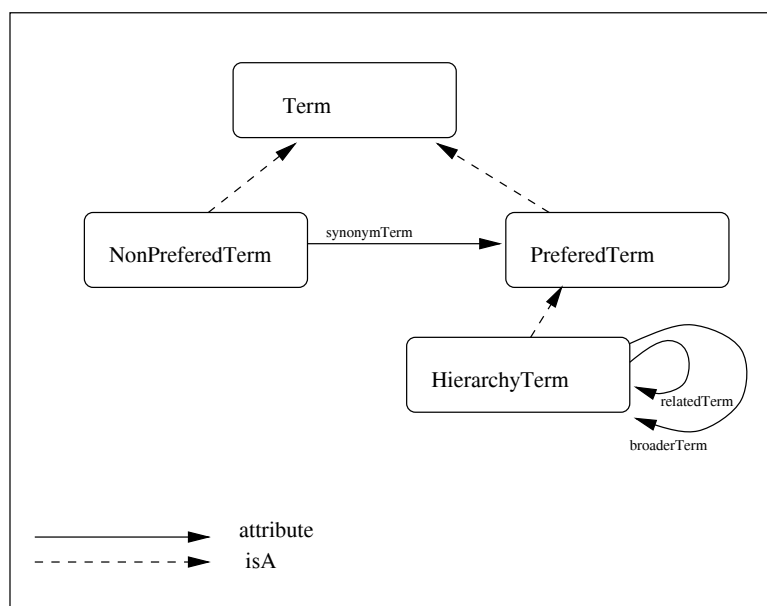 Term
NonPreferedTerm
synonymTerm
PreferedTerm
HierarchyTerm
relatedTerm
broaderTerm
attribute
isA